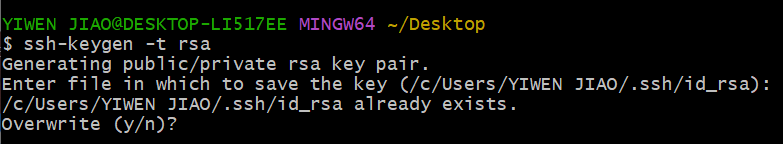 YIWEN JIAO@DESKTOP-LI517EE MINGW64 ~/Desktop
$ ssh-keygen -t rsa
Generating public/private rsa key pair.
Enter file in which to save the key (/c/Users/YIWEN JIAO/.ssh/id_rsa):
/c/Users/YIWEN JIAO/.ssh/id_rsa already exists.
Overwrite (y/n)?